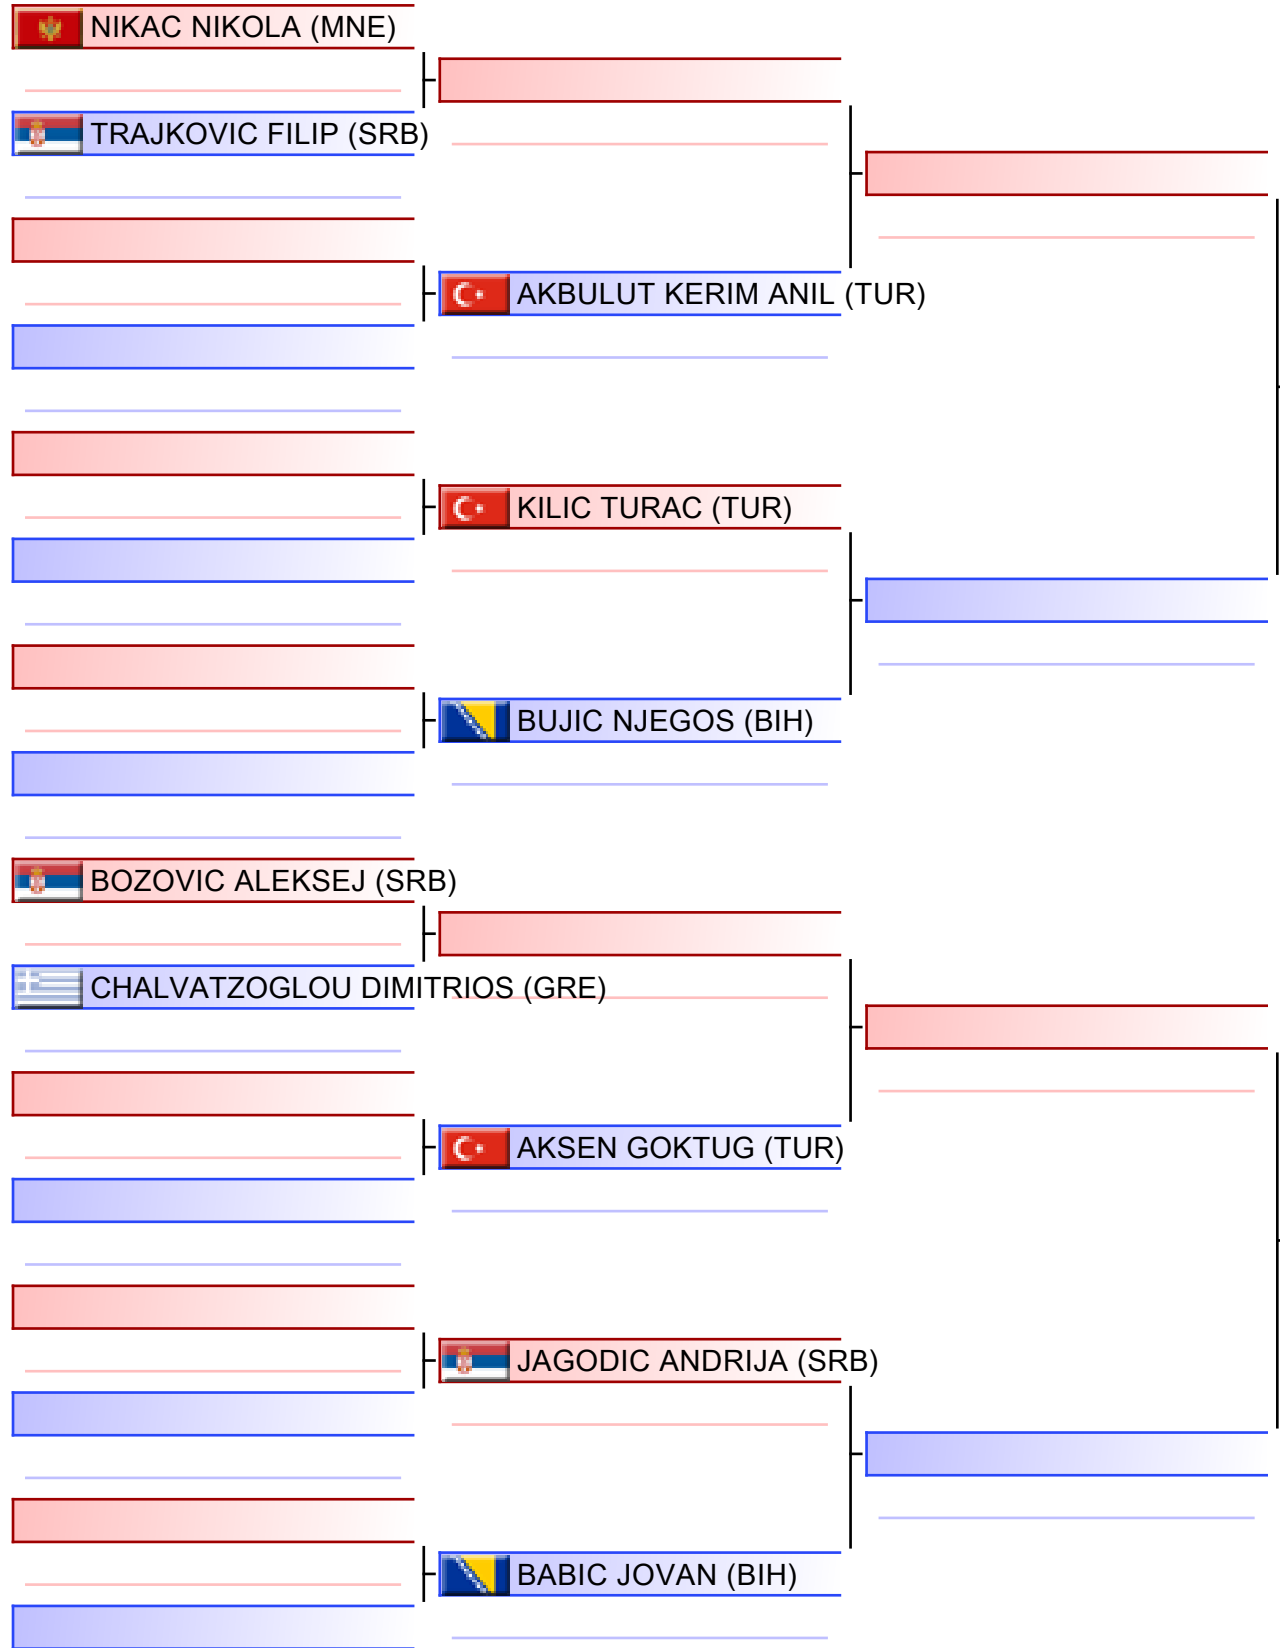 NIKAC NIKOLA (MNE)
TRAJKOVIC FILIP (SRB)
AKBULUT KERIM ANIL (TUR)
KILIC TURAC (TUR)
BUJIC NJEGOS (BIH)
BOZOVIC ALEKSEJ (SRB)
CHALVATZOGLOU DIMITRIOS (GRE)
AKSEN GOKTUG (TUR)
JAGODIC ANDRIJA (SRB)
BABIC JOVAN (BIH)